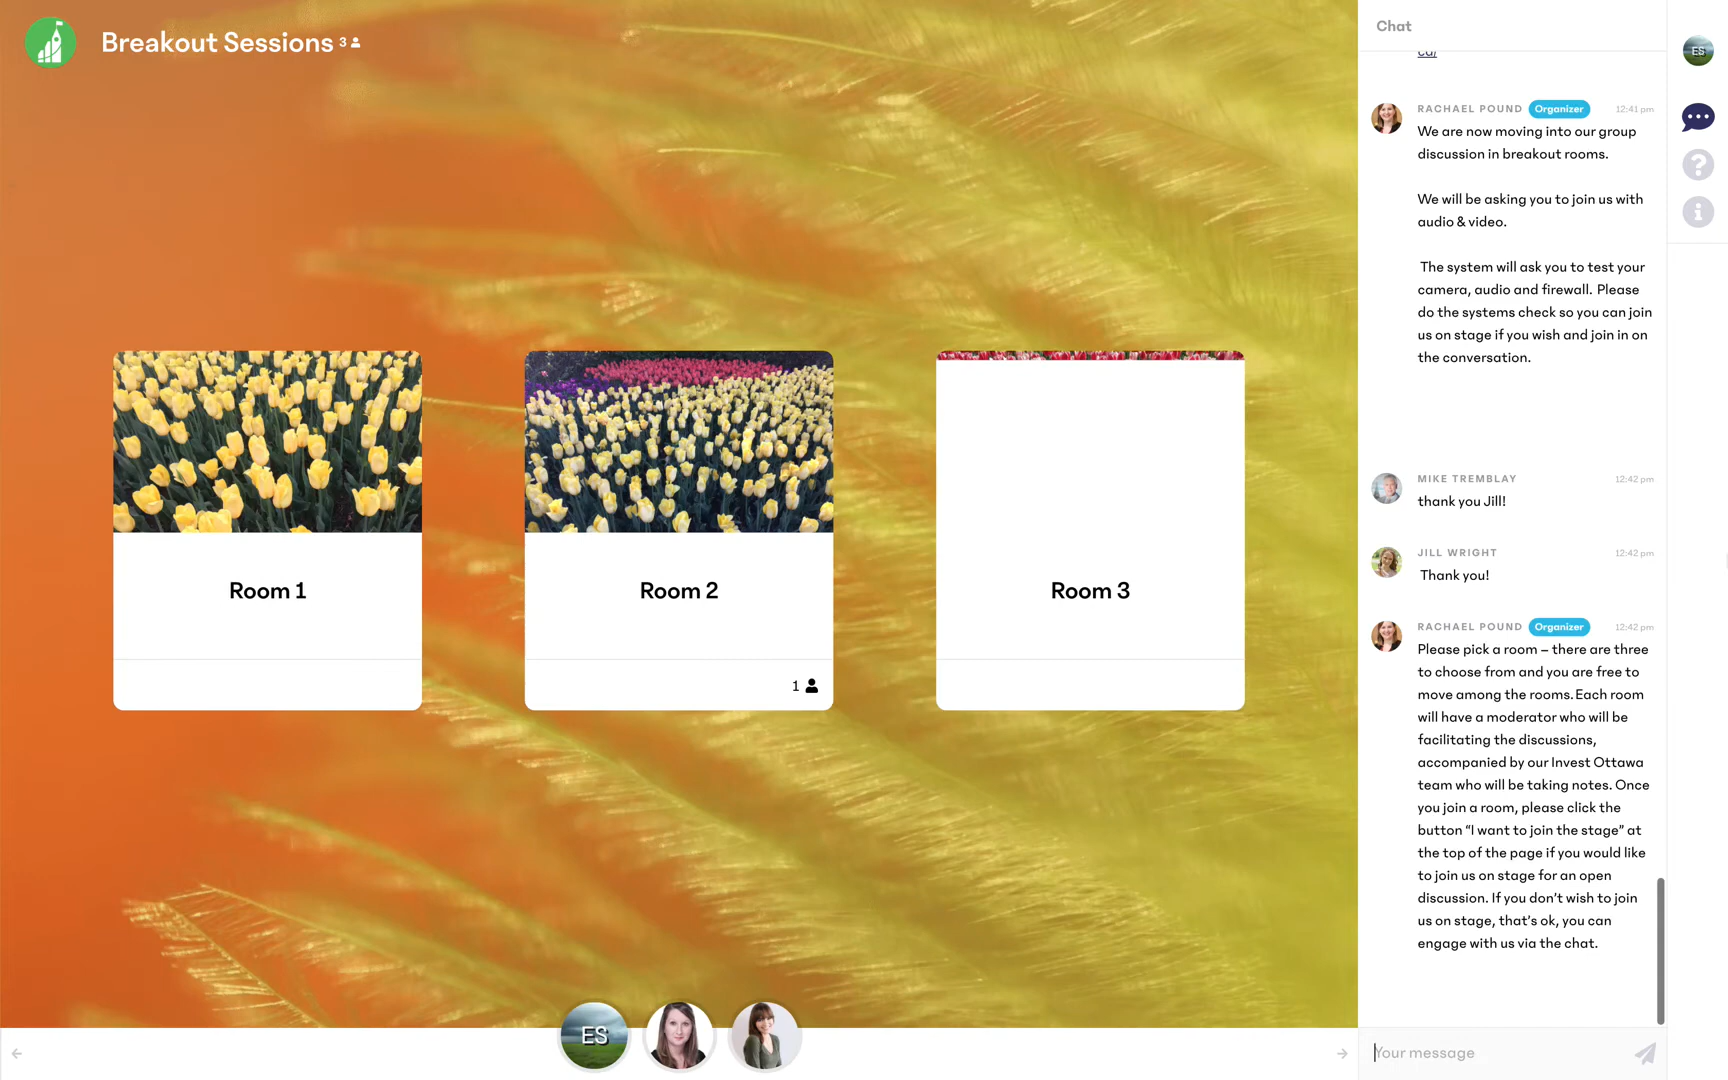 Breakout Sessions 3
Room 1
Room 2
1
Room 3
ES
Chat
ca/
RACHAEL POUND Organizer 12:41 pm
We are now moving into our group
discussion in breakout rooms.
We will be asking you to join us with
audio & video.
The system will ask you to test your
camera, audio and firewall. Please
do the systems check so you can join
us on stage if you wish and join in on
the conversation.
MIKE TREMBLAY 12:42 pm
thank you Jill!
JILL WRIGHT 12:42 pm
Thank you!
RACHAEL POUND Organizer 12:42 pm
Please pick a room – there are three
to choose from and you are free to
move among the rooms. Each room
will have a moderator who will be
facilitating the discussions,
accompanied by our Invest Ottawa
team who will be taking notes. Once
you join a room, please click the
button “I want to join the stage” at
the top of the page if you would like
to join us on stage for an open
discussion. If you don’t wish to join
us on stage, that’s ok, you can
engage with us via the chat.
Your message
ES